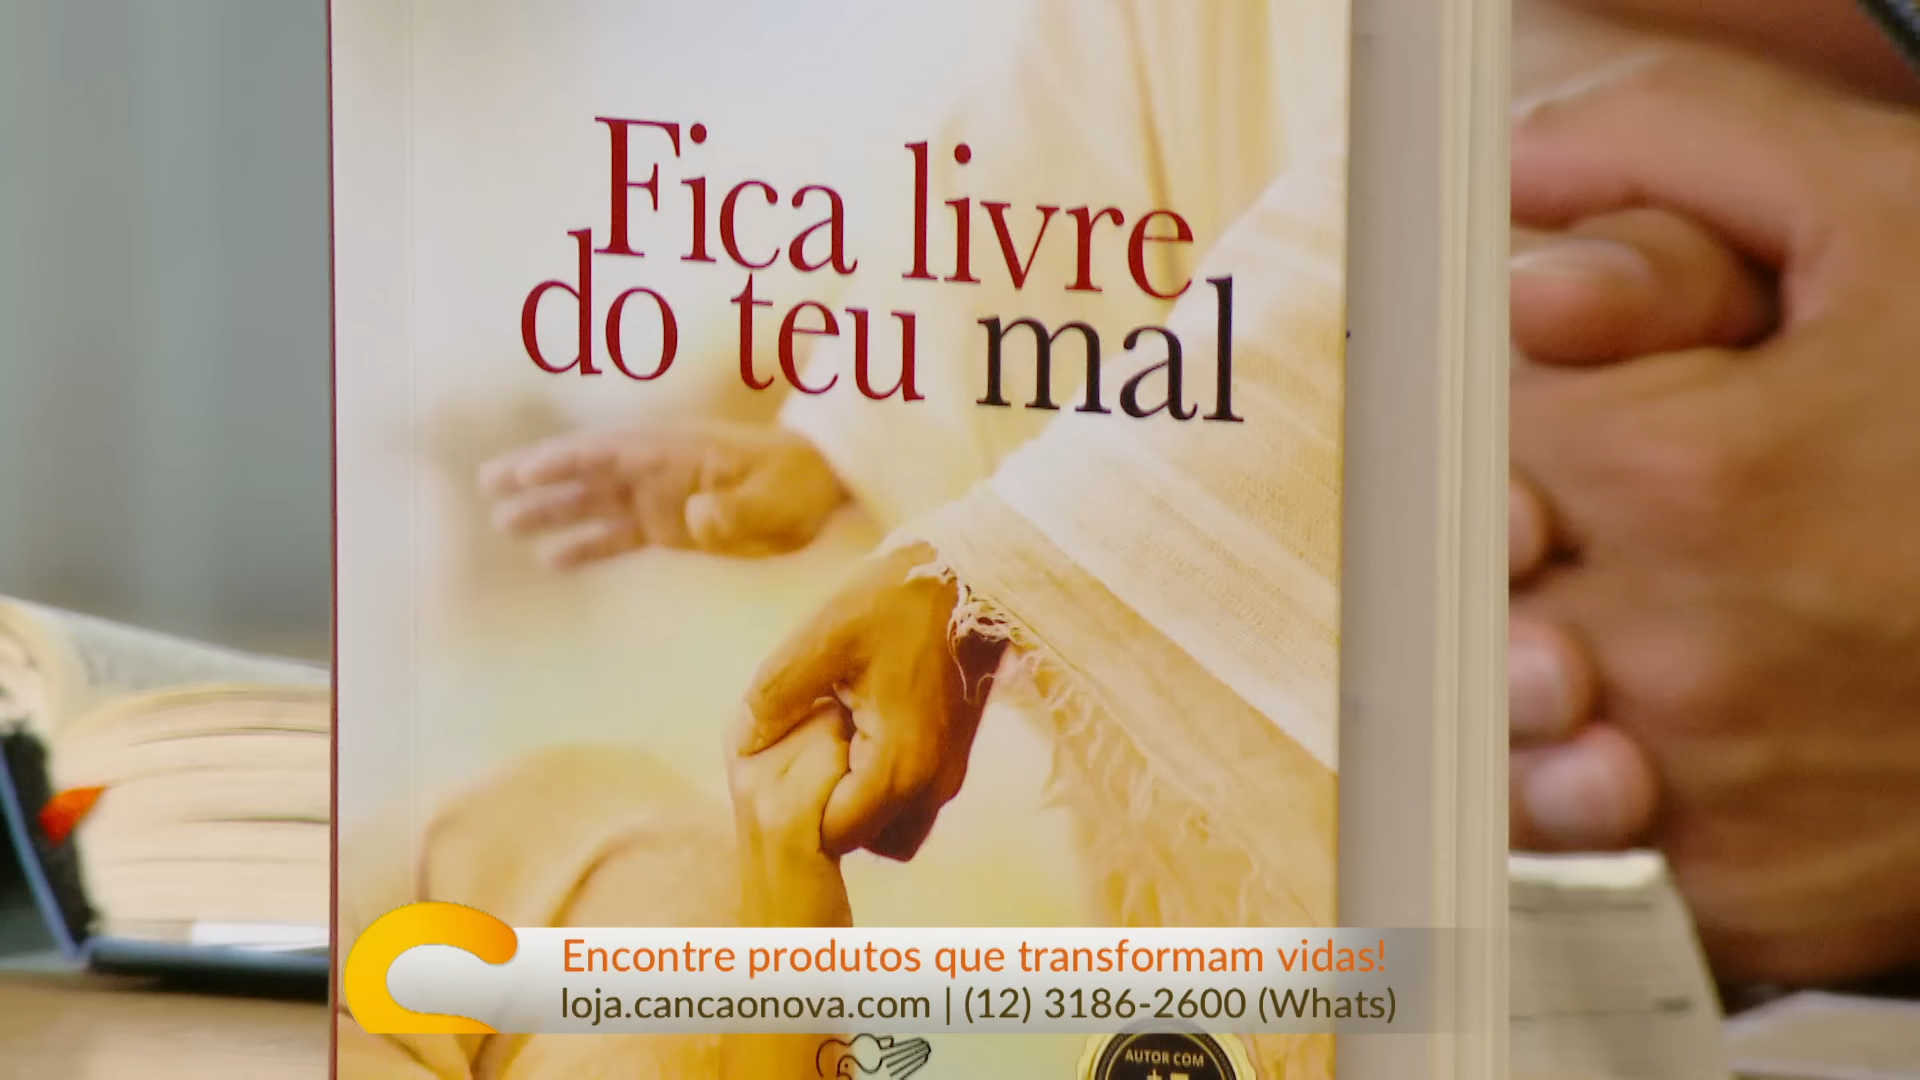 Fica livre
do teu mal
Encontre produtos que transformam vidas!
loja.cancaonova.com | (12) 3186-2600 (Whats)
AUTOR COM